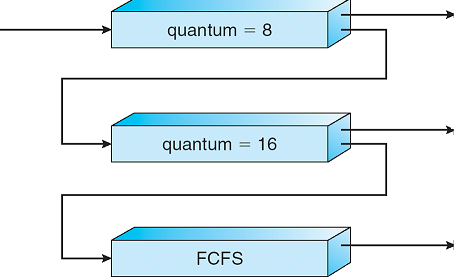 quantum = 8
quantum = 16
FCFS